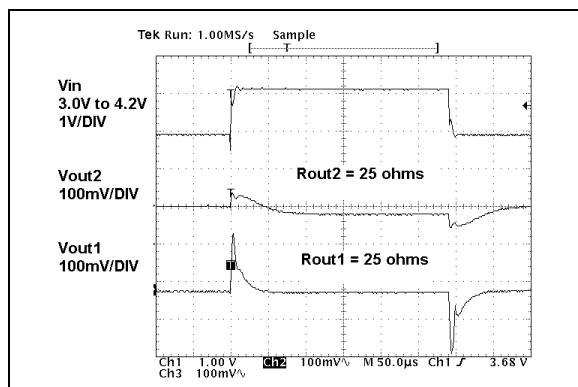 Tek Run: 1.00MS/s Sample
T
Vin
3.0V to 4.2V
1V/DIV
Vout2
100mV/DIV
Rout2 = 25 ohms
Vout1
100mV/DIV
Rout1 = 25 ohms
T
Ch1 1.00 V Ch2 100mV∿ M 50.0µs Ch1 ƒ 3.68 V
Ch3 100mV∿